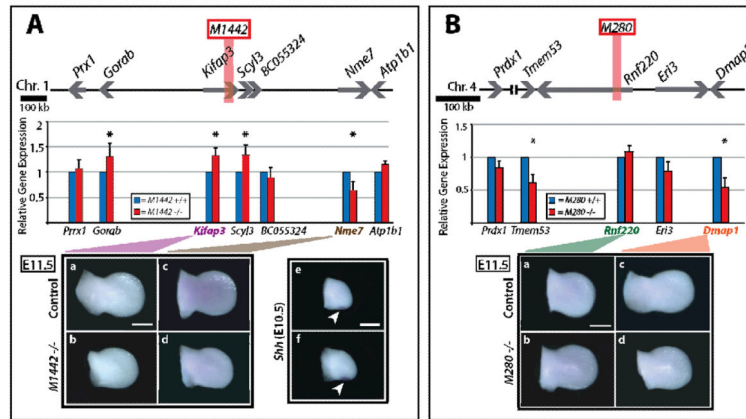 A
M1442
Prx1
Gorab
Kifap3
Scyl3
BC055324
Nme7
Atp1b1
Chr. 1
100 kb
Relative Gene Expression
2
1.5
1
0.5
* * * *
= M1442 +/+
= M1442 -/-
Prrx1 Gorab Kifap3 Scyl3 BC055324 Nme7 Atp1b1
E11.5
Control
M1442 -/-
a
c
b
d
Shh (E10.5)
e
f
B
M280
Prdx1
Tmem53
Rnf220
Eri3
Dmap1
Chr. 4
100 kb
Relative Gene Expression
1.5
1
0.5
* *
= M280 +/+
= M280 -/-
Prdx1 Tmem53 Rnf220 Eri3 Dmap1
E11.5
Control
M280 -/-
a
c
b
d